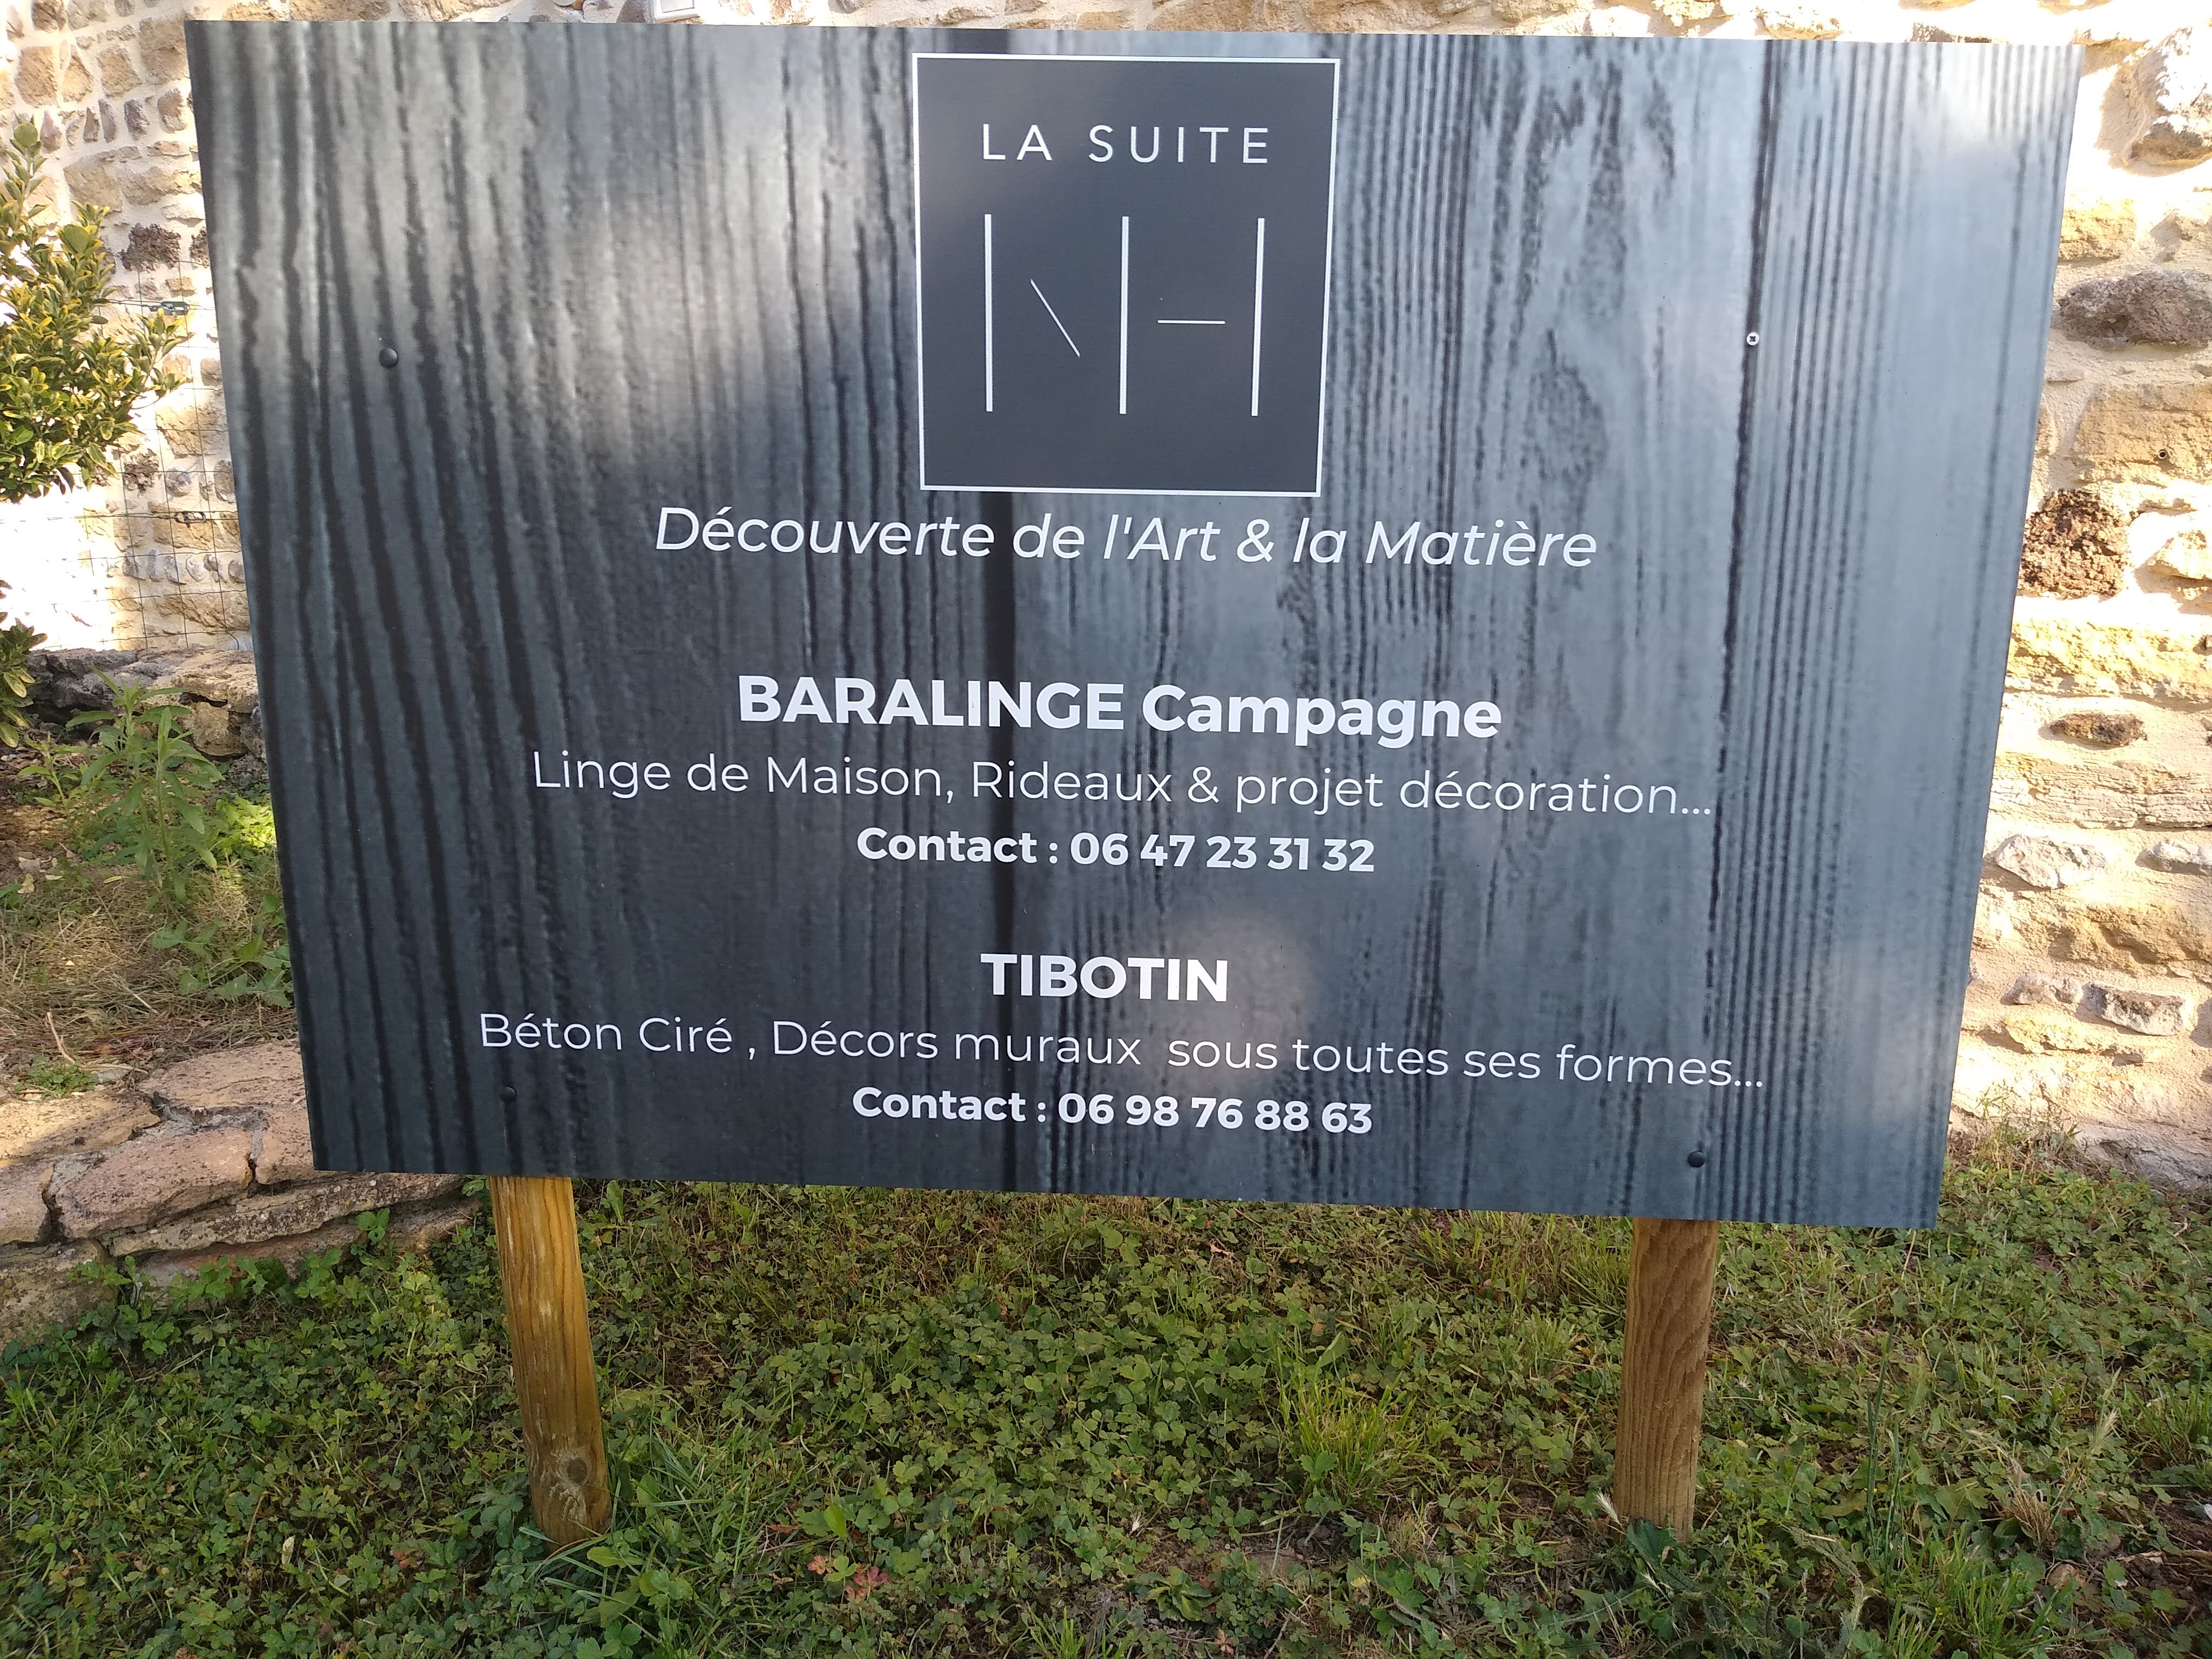 LA SUITE
NH
Découverte de l'Art & la Matière
BARALINGE Campagne
Linge de Maison, Rideaux & projet décoration...
Contact : 06 47 23 31 32
TIBOTIN
Béton Ciré , Décors muraux  sous toutes ses formes...
Contact : 06 98 76 88 63